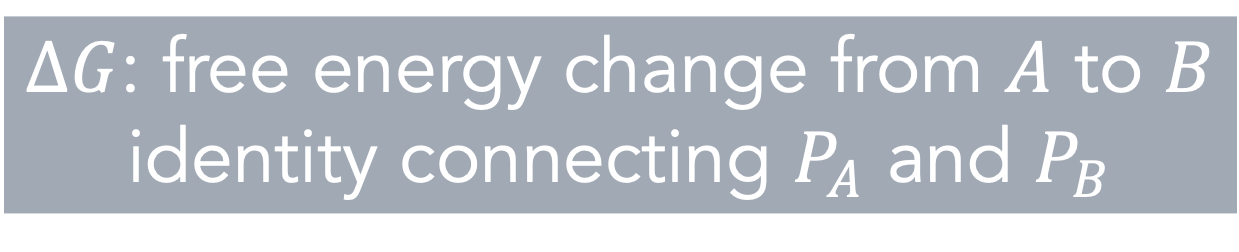 ΔG: free energy change from A to B
identity connecting P_A and P_B